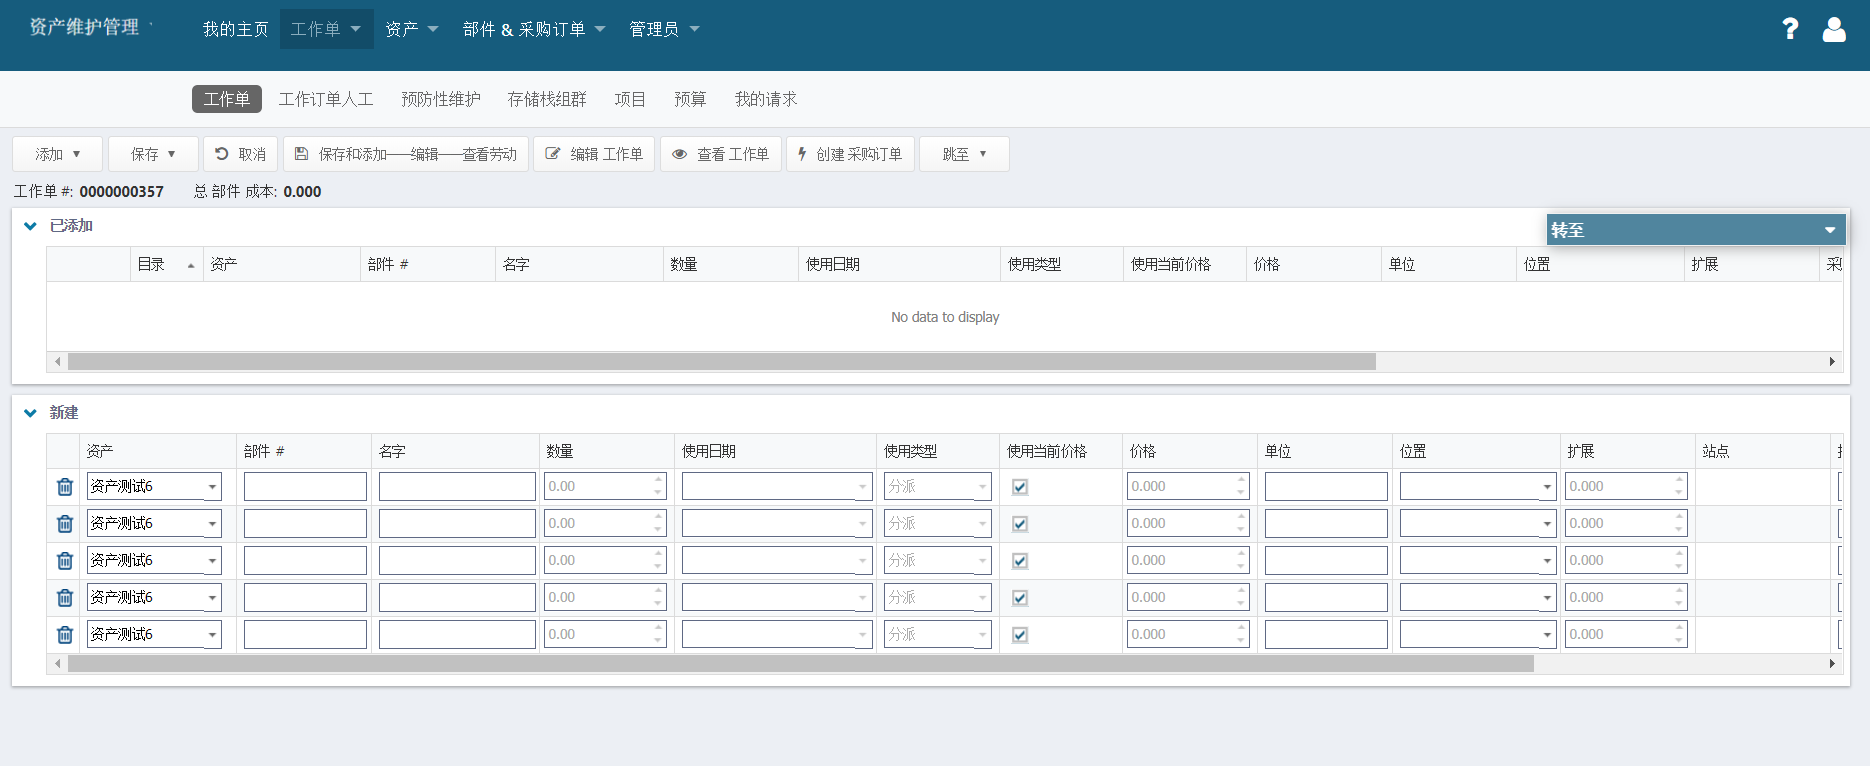 资产维护管理
我的主页 工作单 资产 部件 & 采购订单 管理员
工作单 工作订单人工 预防性维护 存储栈组群 项目 预算 我的请求
添加 保存 取消 保存和添加——编辑——查看劳动 编辑 工作单 查看 工作单 创建 采购订单 跳至
工作单 #: 0000000357 总 部件 成本: 0.000
已添加
转至
目录 资产 部件 # 名字 数量 使用日期 使用类型 使用当前价格 价格 单位 位置 扩展
No data to display
新建
资产 部件 # 名字 数量 使用日期 使用类型 使用当前价格 价格 单位 位置 扩展 站点
资产测试6 0.00 分派 0.000 0.000
资产测试6 0.00 分派 0.000 0.000
资产测试6 0.00 分派 0.000 0.000
资产测试6 0.00 分派 0.000 0.000
资产测试6 0.00 分派 0.000 0.000